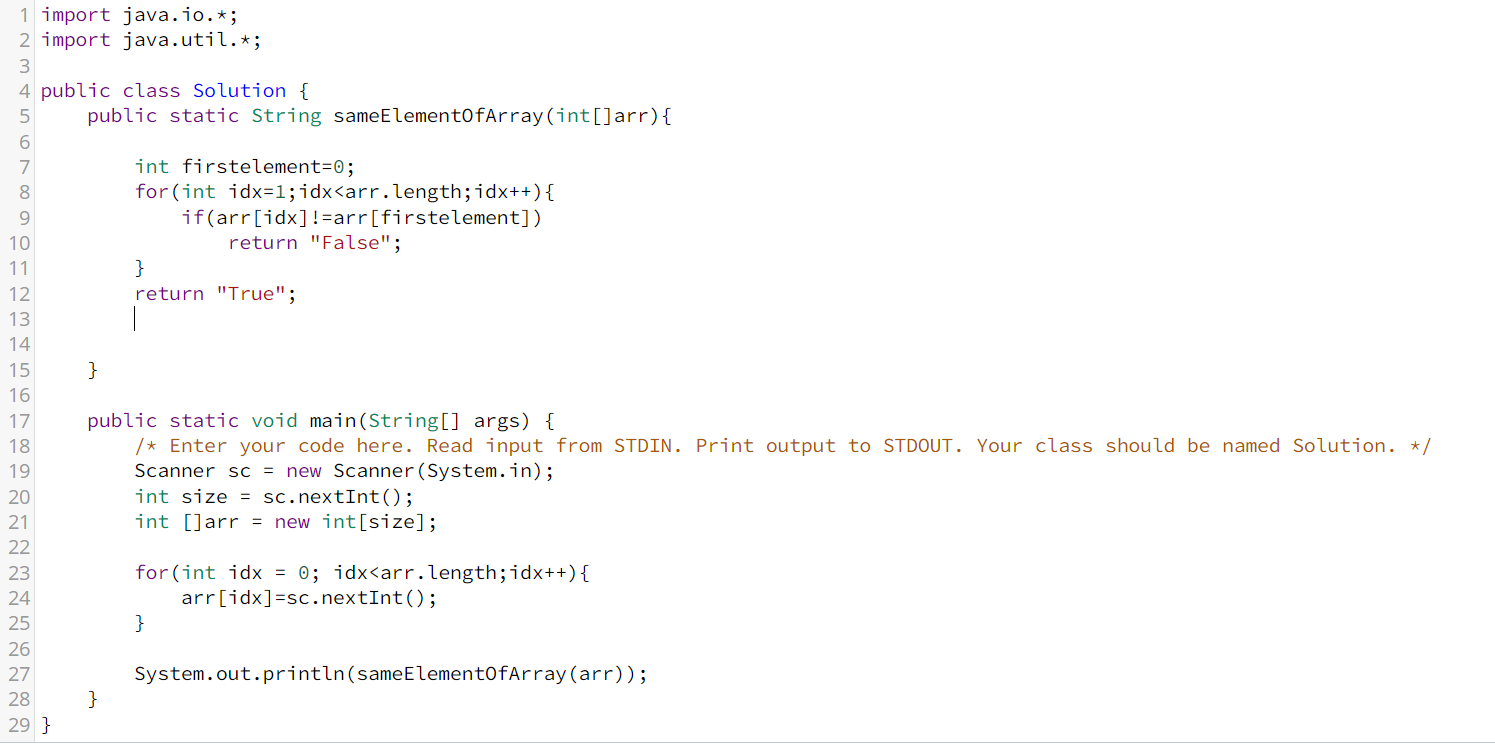 1 import java.io.*;
2 import java.util.*;
3
4 public class Solution {
5     public static String sameElementOfArray(int[]arr){
6
7         int firstelement=0;
8         for(int idx=1;idx<arr.length;idx++){
9             if(arr[idx]!=arr[firstelement])
10                 return "False";
11         }
12         return "True";
13
14
15     }
16
17     public static void main(String[] args) {
18         /* Enter your code here. Read input from STDIN. Print output to STDOUT. Your class should be named Solution. */
19         Scanner sc = new Scanner(System.in);
20         int size = sc.nextInt();
21         int []arr = new int[size];
22
23         for(int idx = 0; idx<arr.length;idx++){
24             arr[idx]=sc.nextInt();
25         }
26
27         System.out.println(sameElementOfArray(arr));
28     }
29 }